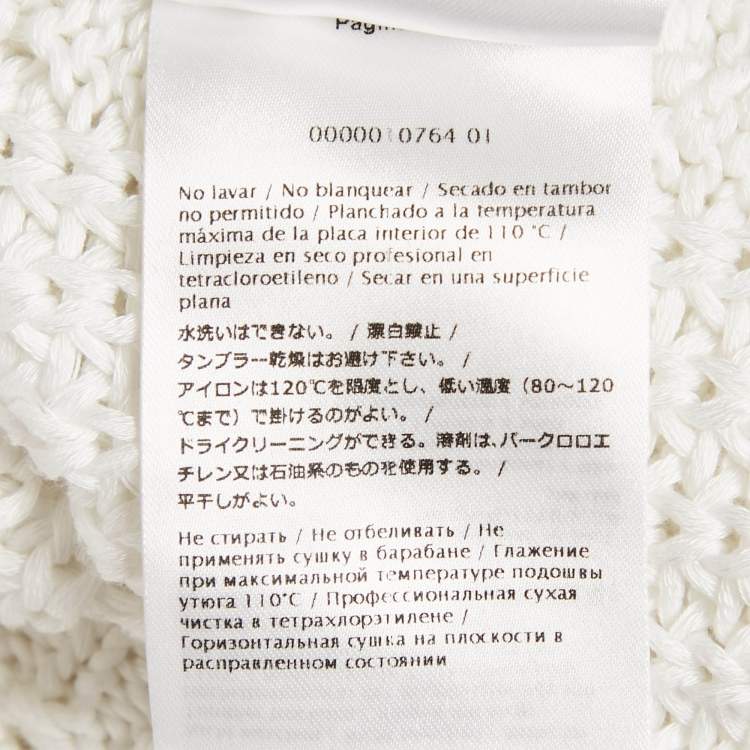 000001 0764 01
No lavar / No blanquear / Secado en tambor
no permitido / Planchado a la temperatura
máxima de la placa interior de 110 °C /
Limpieza en seco profesional en
tetracloroetileno / Secar en una superficie
plana
水洗いはできない。 / 漂白禁止 /
タンブラー乾燥はお避け下さい。 /
アイロンは120℃を限度とし、低い温度（80～120
℃まで）で掛けるのがよい。 /
ドライクリーニングができる。溶剤は、パークロロエ
チレン又は石油系のものを使用する。 /
平干しがよい。
Не стирать / Не отбеливать / Не
применять сушку в барабане / Глажение
при максимальной температуре подошвы
утюга 110°C / Профессиональная сухая
чистка в тетрахлорэтилене /
Горизонтальная сушка на плоскости в
расправленном состоянии